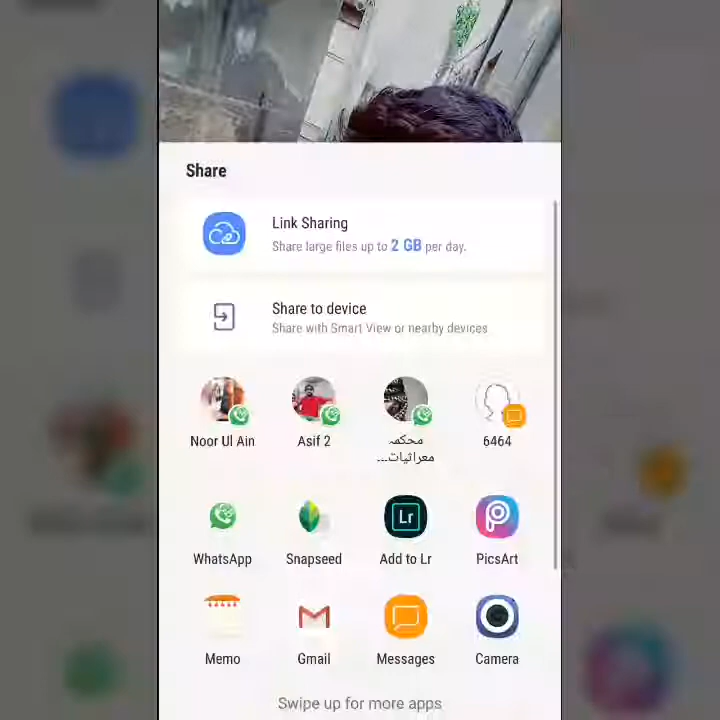 Share
Link Sharing
Share large files up to 2 GB per day.
Share to device
Share with Smart View or nearby devices
Noor Ul Ain
Asif 2
محکمہ
معراثیات...
6464
Lr
WhatsApp
Snapseed
Add to Lr
PicsArt
Memo
Gmail
Messages
Camera
Swipe up for more apps